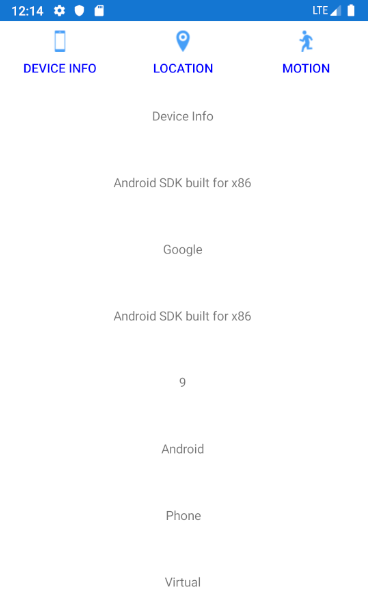 12:14 LTE
DEVICE INFO LOCATION MOTION
Device Info
Android SDK built for x86
Google
Android SDK built for x86
9
Android
Phone
Virtual